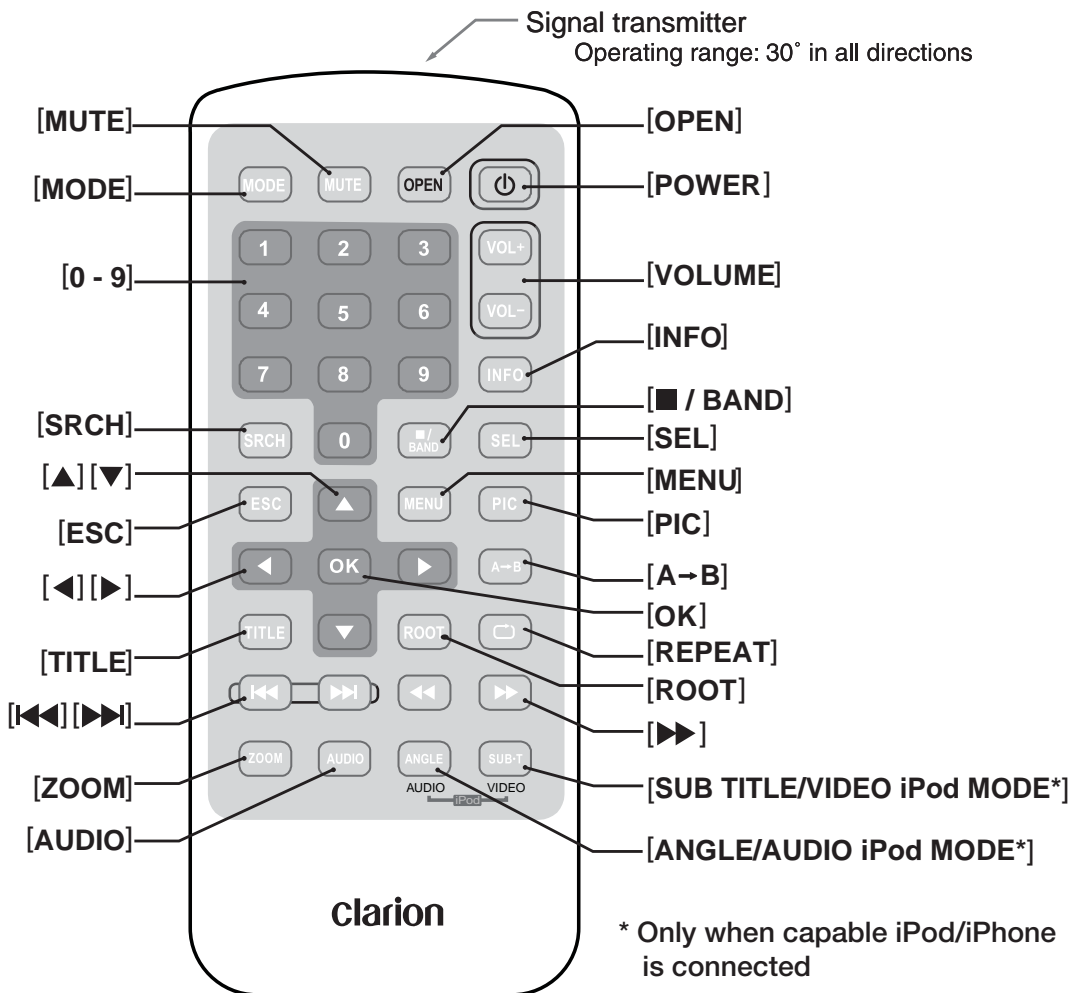 Signal transmitter
Operating range: 30˚ in all directions
[MUTE]
[MODE]
[0 - 9]
[SRCH]
[▲][▼]
[ESC]
[◀][▶]
[TITLE]
[I◀◀][▶▶I]
[ZOOM]
[AUDIO]
MODE MUTE OPEN
1 2 3 VOL+
4 5 6 VOL−
7 8 9 INFO
SRCH 0 ■/ BAND SEL
ESC ▲ MENU PIC
◀ OK ▶ A→B
TITLE ▼ ROOT
I◀◀ ▶▶I ◀◀ ▶▶
ZOOM AUDIO ANGLE SUB-T
AUDIO VIDEO
iPod
clarion
[OPEN]
[POWER]
[VOLUME]
[INFO]
[■ / BAND]
[SEL]
[MENU]
[PIC]
[A→B]
[OK]
[REPEAT]
[ROOT]
[▶▶ ]
[SUB TITLE/VIDEO iPod MODE*]
[ANGLE/AUDIO iPod MODE*]
* Only when capable iPod/iPhone
is connected